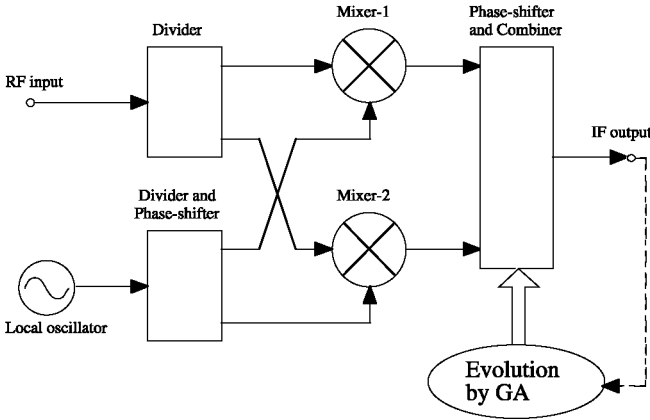 Divider
Mixer-1
Phase-shifter
and Combiner
RF input
IF output
Divider and
Phase-shifter
Mixer-2
Local oscillator
Evolution
by GA